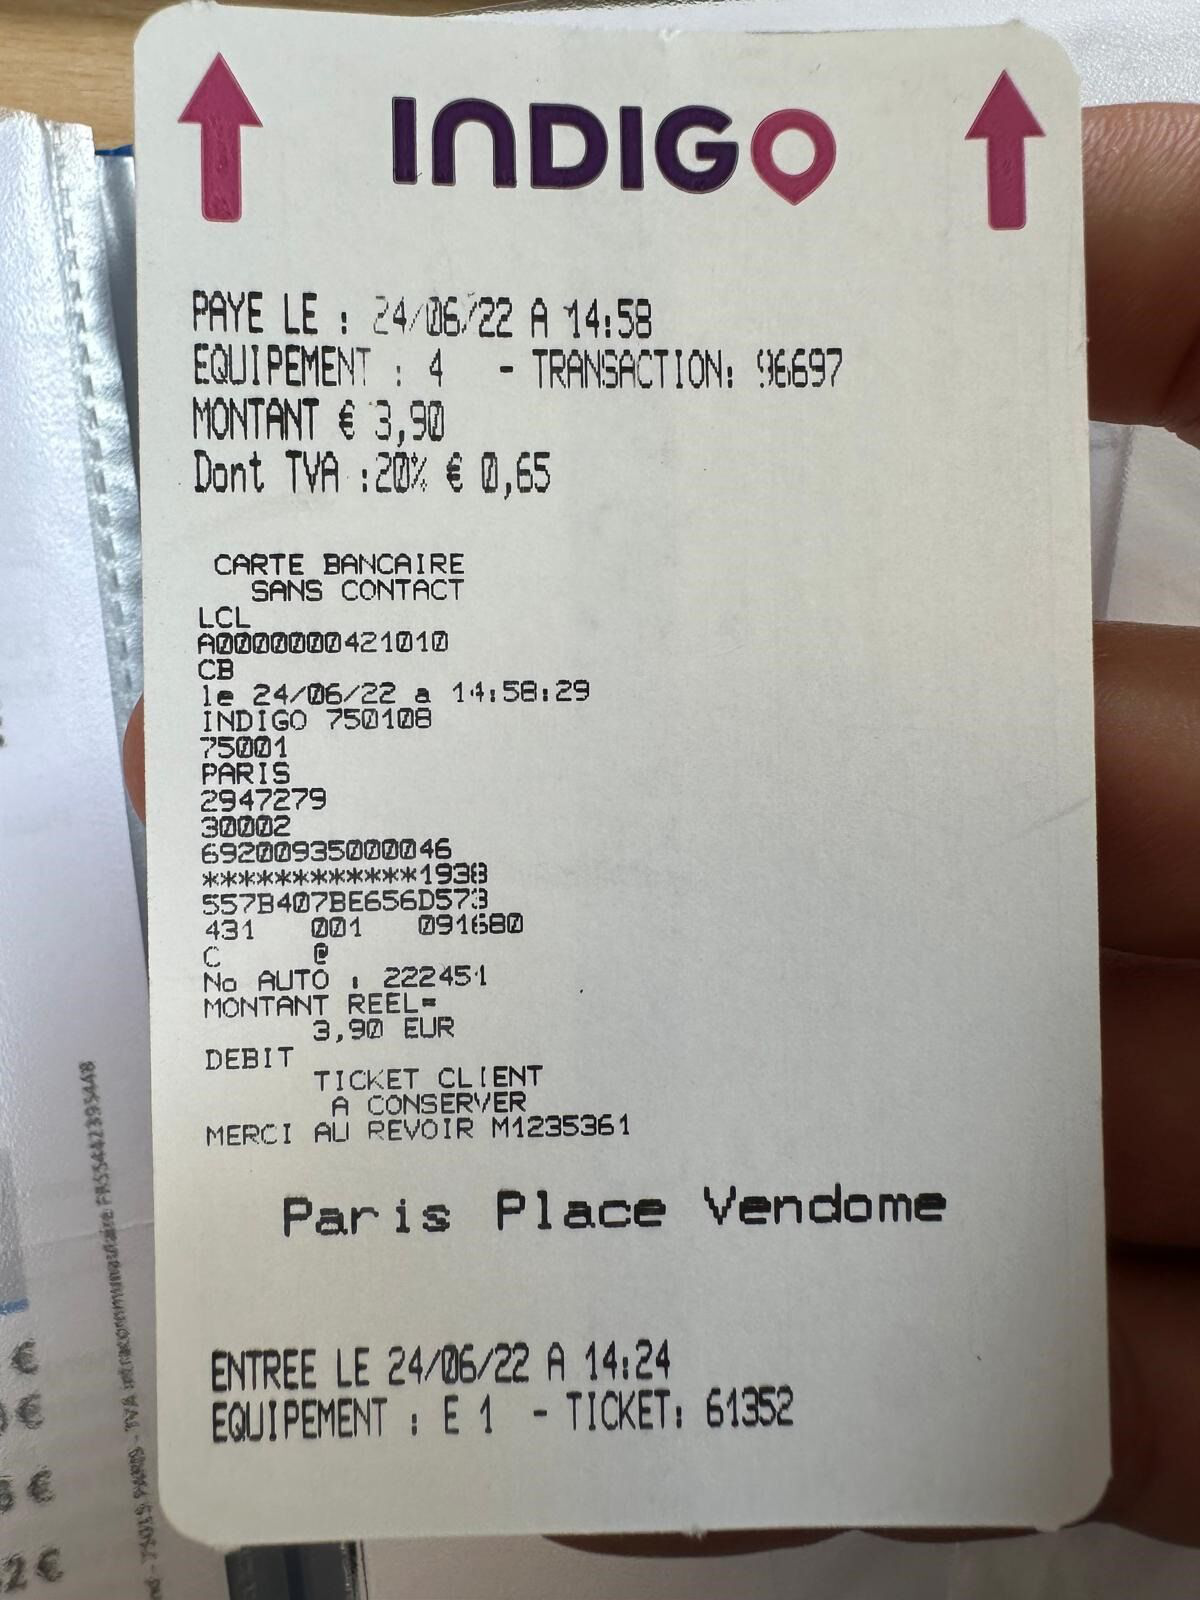 INDIGO
PAYE LE : 24/06/22 A 14:58
EQUIPEMENT : 4 - TRANSACTION: 96697
MONTANT € 3,90
Dont TVA :20% € 0,65
CARTE BANCAIRE
SANS CONTACT
LCL
A0000000421010
CB
le 24/06/22 a 14:58:29
INDIGO 750108
75001
PARIS
2947279
30002
69200935000046
************1938
557B407BE656D573
431 001 091680
C @
No AUTO : 222451
MONTANT REEL=
3,90 EUR
DEBIT
TICKET CLIENT
A CONSERVER
MERCI AU REVOIR M1235361
Paris Place Vendome
ENTREE LE 24/06/22 A 14:24
EQUIPEMENT : E 1 - TICKET: 61352